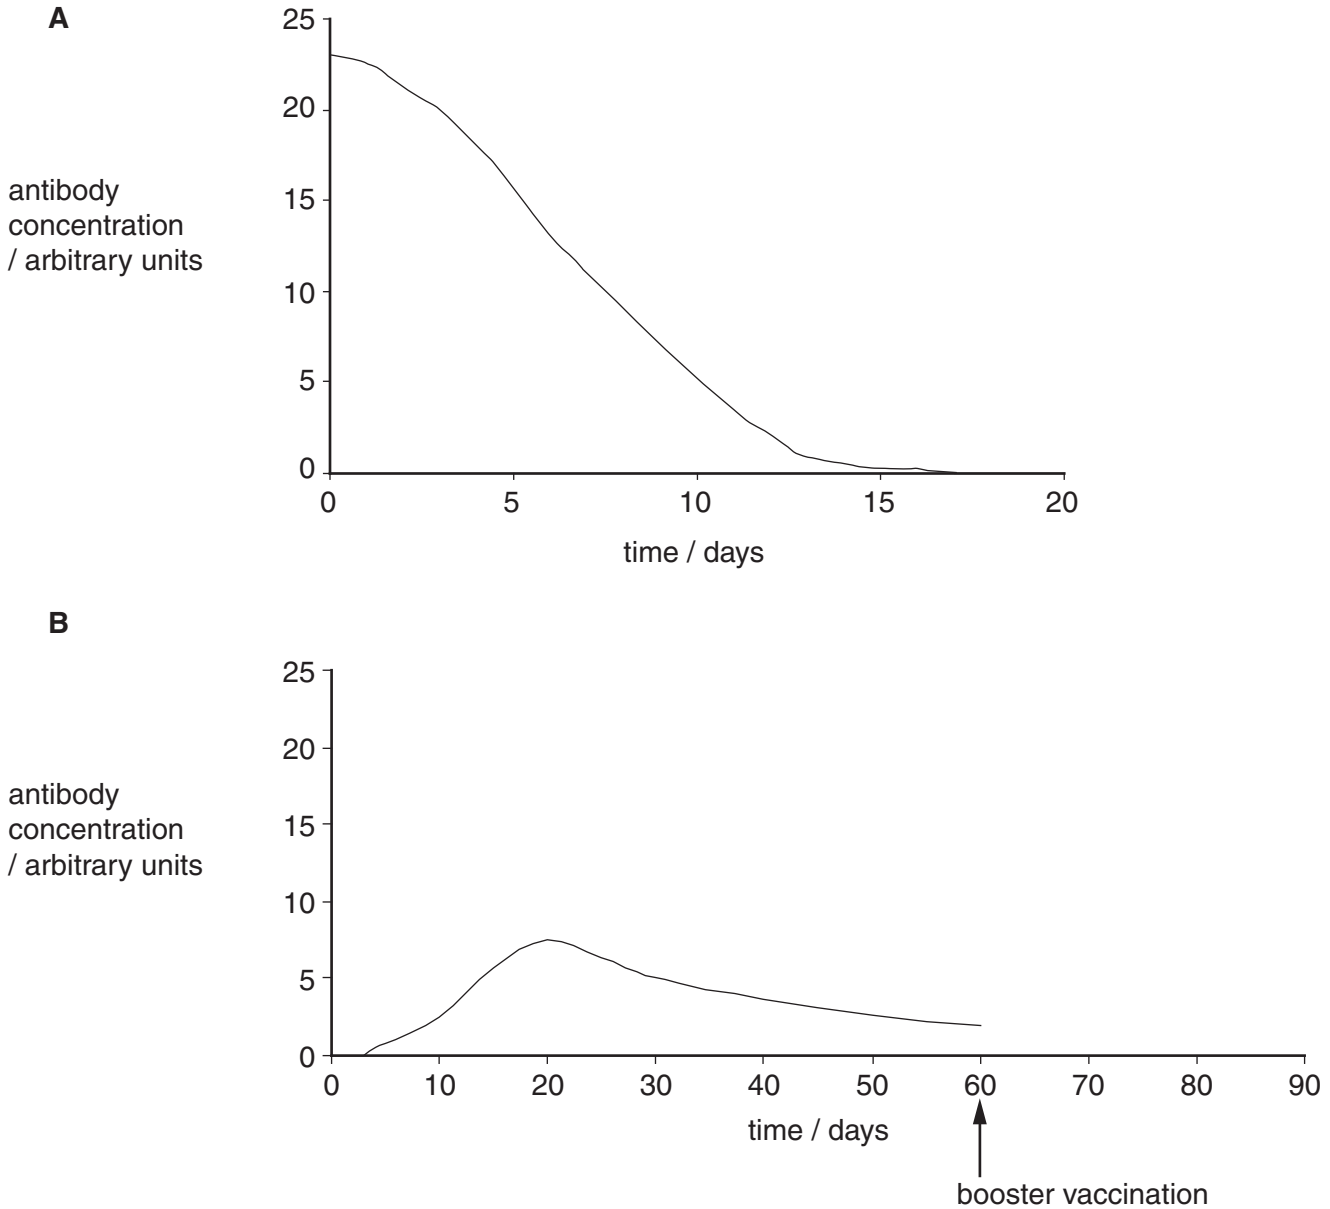 A
25
20
15
10
5
0
antibody
concentration
/ arbitrary units
0 5 10 15 20
time / days
B
25
20
15
10
5
0
antibody
concentration
/ arbitrary units
0 10 20 30 40 50 60 70 80 90
time / days
booster vaccination